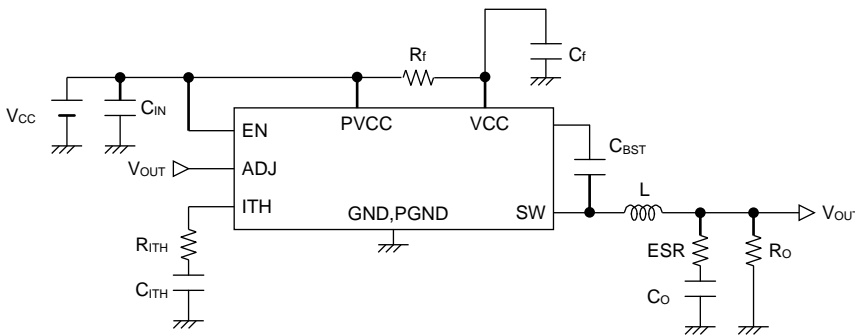 Rf
Cf
VCC
CIN
EN
PVCC
VCC
CBST
VOUT
ADJ
L
ITH
GND,PGND
SW
VOUT
RITH
ESR
RO
CITH
CO